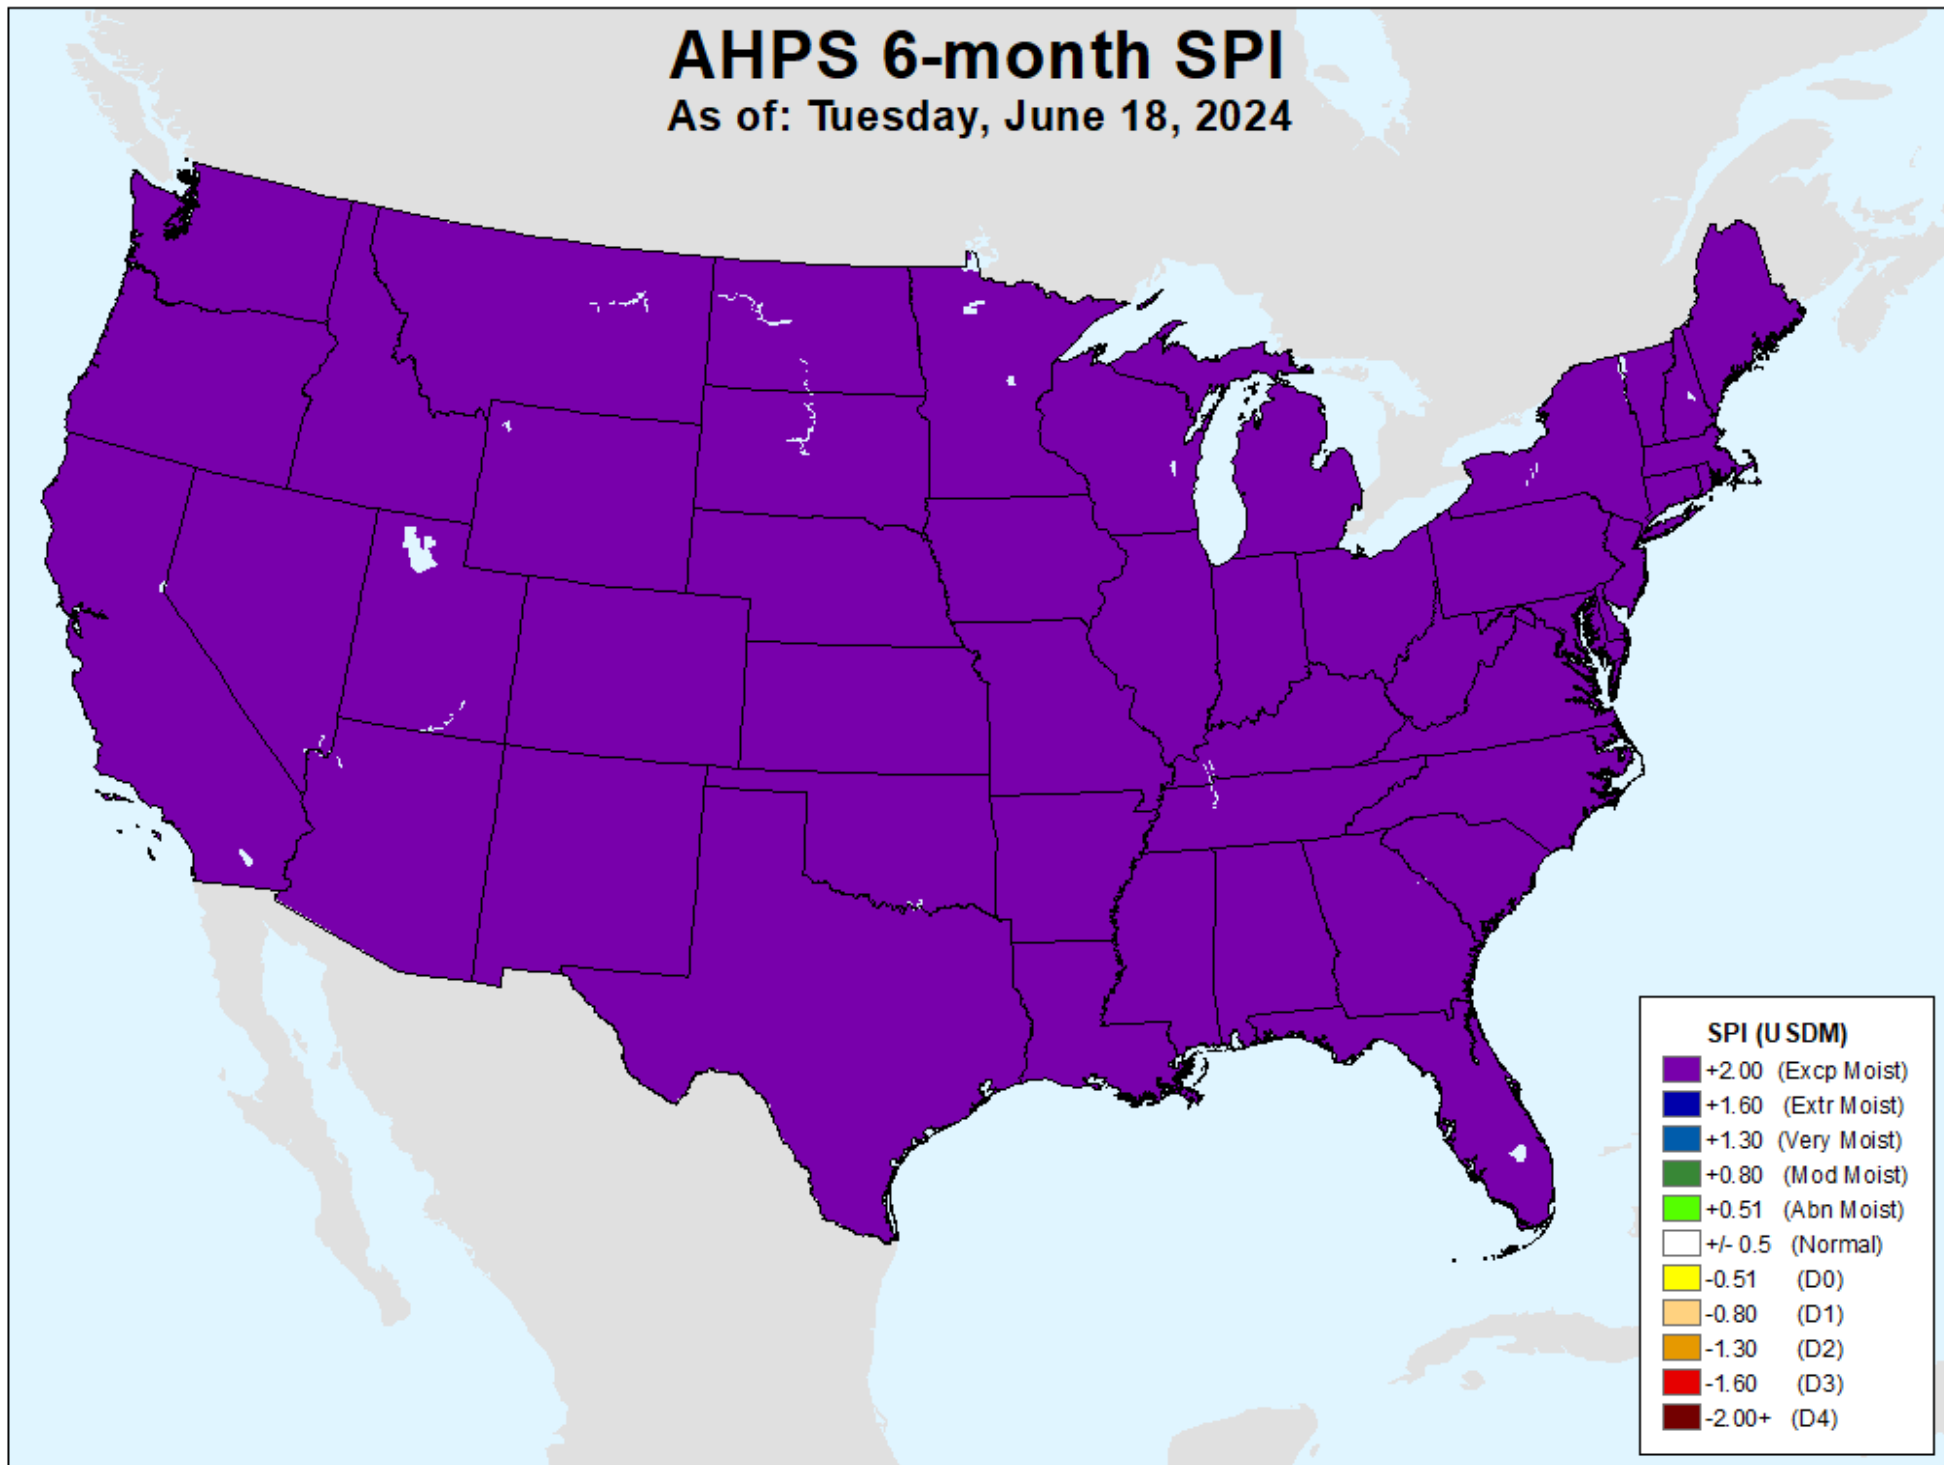 AHPS 6-month SPI
As of: Tuesday, June 18, 2024
SPI (USDM)
+2.00 (Excp Moist)
+1.60 (Extr Moist)
+1.30 (Very Moist)
+0.80 (Mod Moist)
+0.51 (Abn Moist)
+/- 0.5 (Normal)
-0.51 (D0)
-0.80 (D1)
-1.30 (D2)
-1.60 (D3)
-2.00+ (D4)